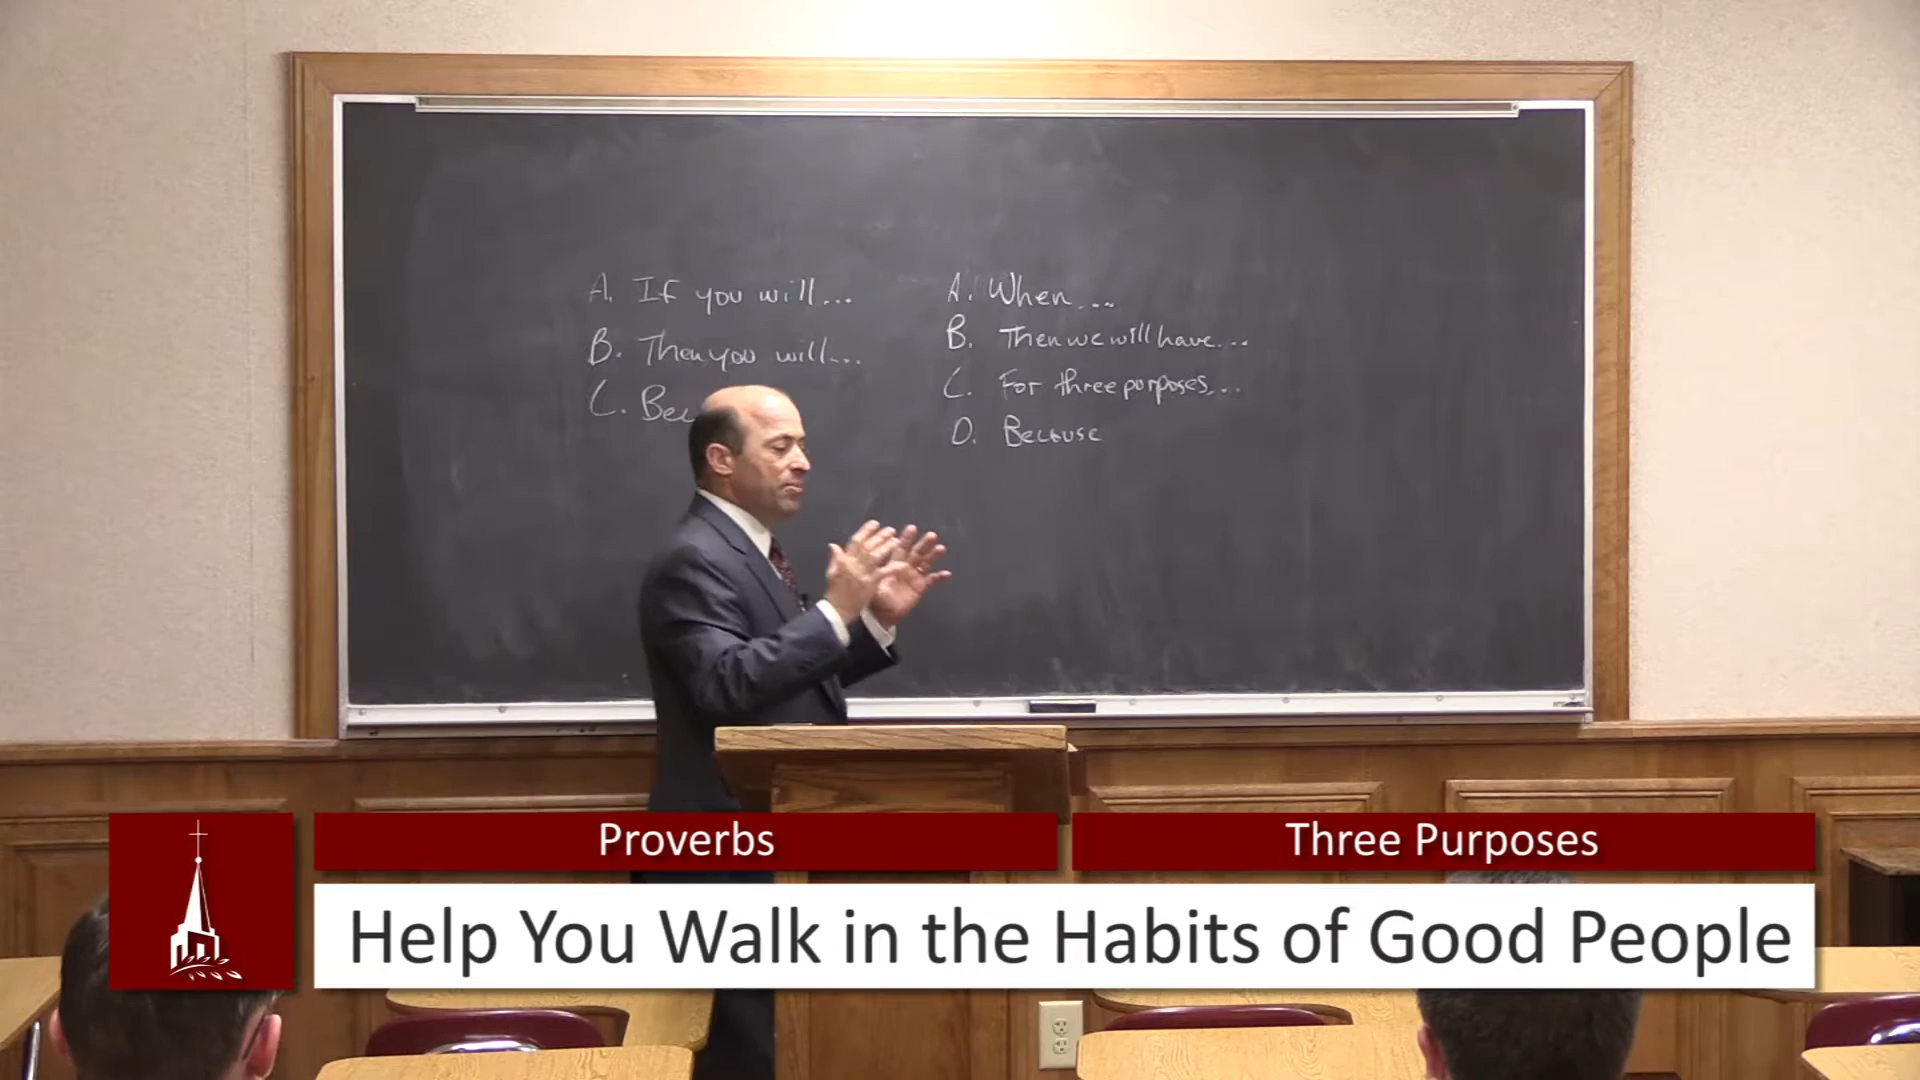 A. If you will...
B. Then you will...
C. Bec
A. When...
B. Then we will have...
C. For three purposes...
D. Because
Proverbs
Three Purposes
Help You Walk in the Habits of Good People